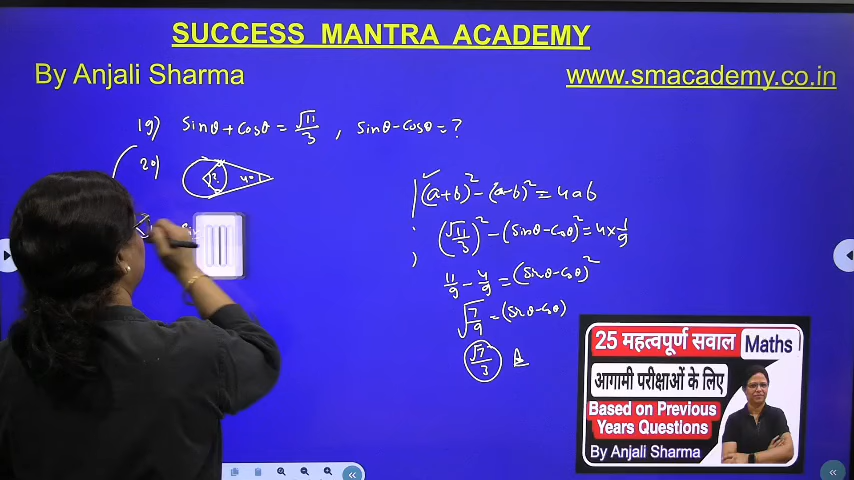 SUCCESS MANTRA ACADEMY
By Anjali Sharma
www.smacademy.co.in
19) sinθ + cosθ = √11/3 , sinθ - cosθ = ?
20)
? 40
(a+b)² - (a-b)² = 4ab
(√11/3)² - (sinθ - cosθ)² = 4 × 1/9
11/9 - 4/9 = (sinθ - cosθ)²
√7/9 = (sinθ - cosθ)
√7/3 A
25 महत्वपूर्ण सवाल Maths
आगामी परीक्षाओं के लिए
Based on Previous
Years Questions
By Anjali Sharma